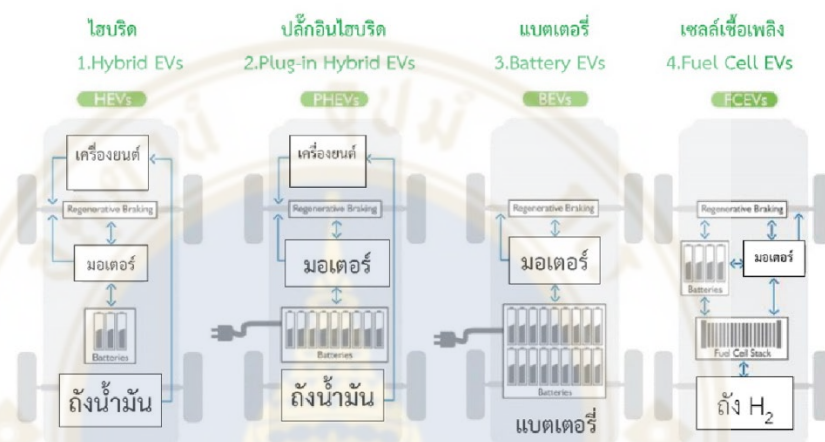 ไฮบริด
1.Hybrid EVs
HEVs
เครื่องยนต์
Regenerative Braking
มอเตอร์
Batteries
ถังน้ำมัน
ปลั๊กอินไฮบริด
2.Plug-in Hybrid EVs
PHEVs
เครื่องยนต์
Regenerative Braking
มอเตอร์
Batteries
ถังน้ำมัน
แบตเตอรี่
3.Battery EVs
BEVs
Regenerative Braking
มอเตอร์
Batteries
แบตเตอรี่
เซลล์เชื้อเพลิง
4.Fuel Cell EVs
FCEVs
Regenerative Braking
มอเตอร์
Batteries
Fuel Cell Stack
ถัง H₂